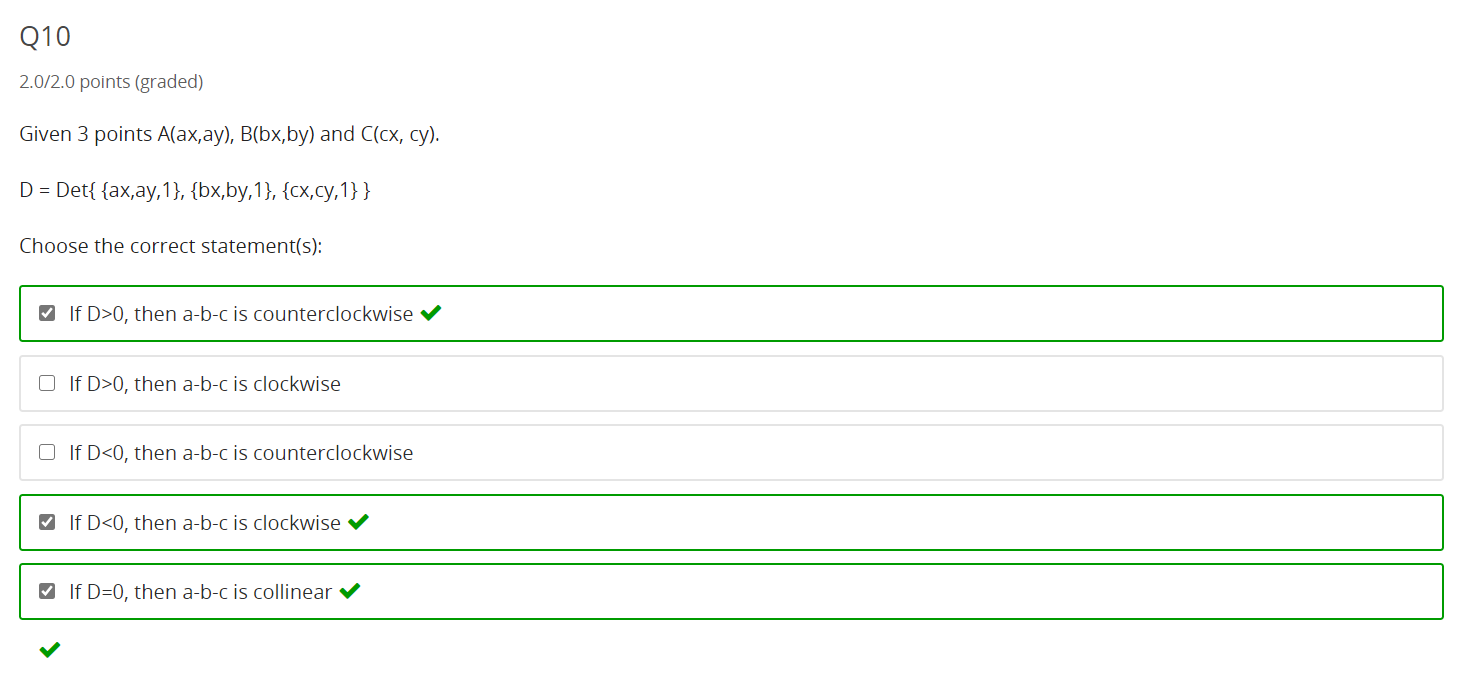 Q10
2.0/2.0 points (graded)
Given 3 points A(ax,ay), B(bx,by) and C(cx, cy).
D = Det{ {ax,ay,1}, {bx,by,1}, {cx,cy,1} }
Choose the correct statement(s):
If D>0, then a-b-c is counterclockwise
If D>0, then a-b-c is clockwise
If D<0, then a-b-c is counterclockwise
If D<0, then a-b-c is clockwise
If D=0, then a-b-c is collinear